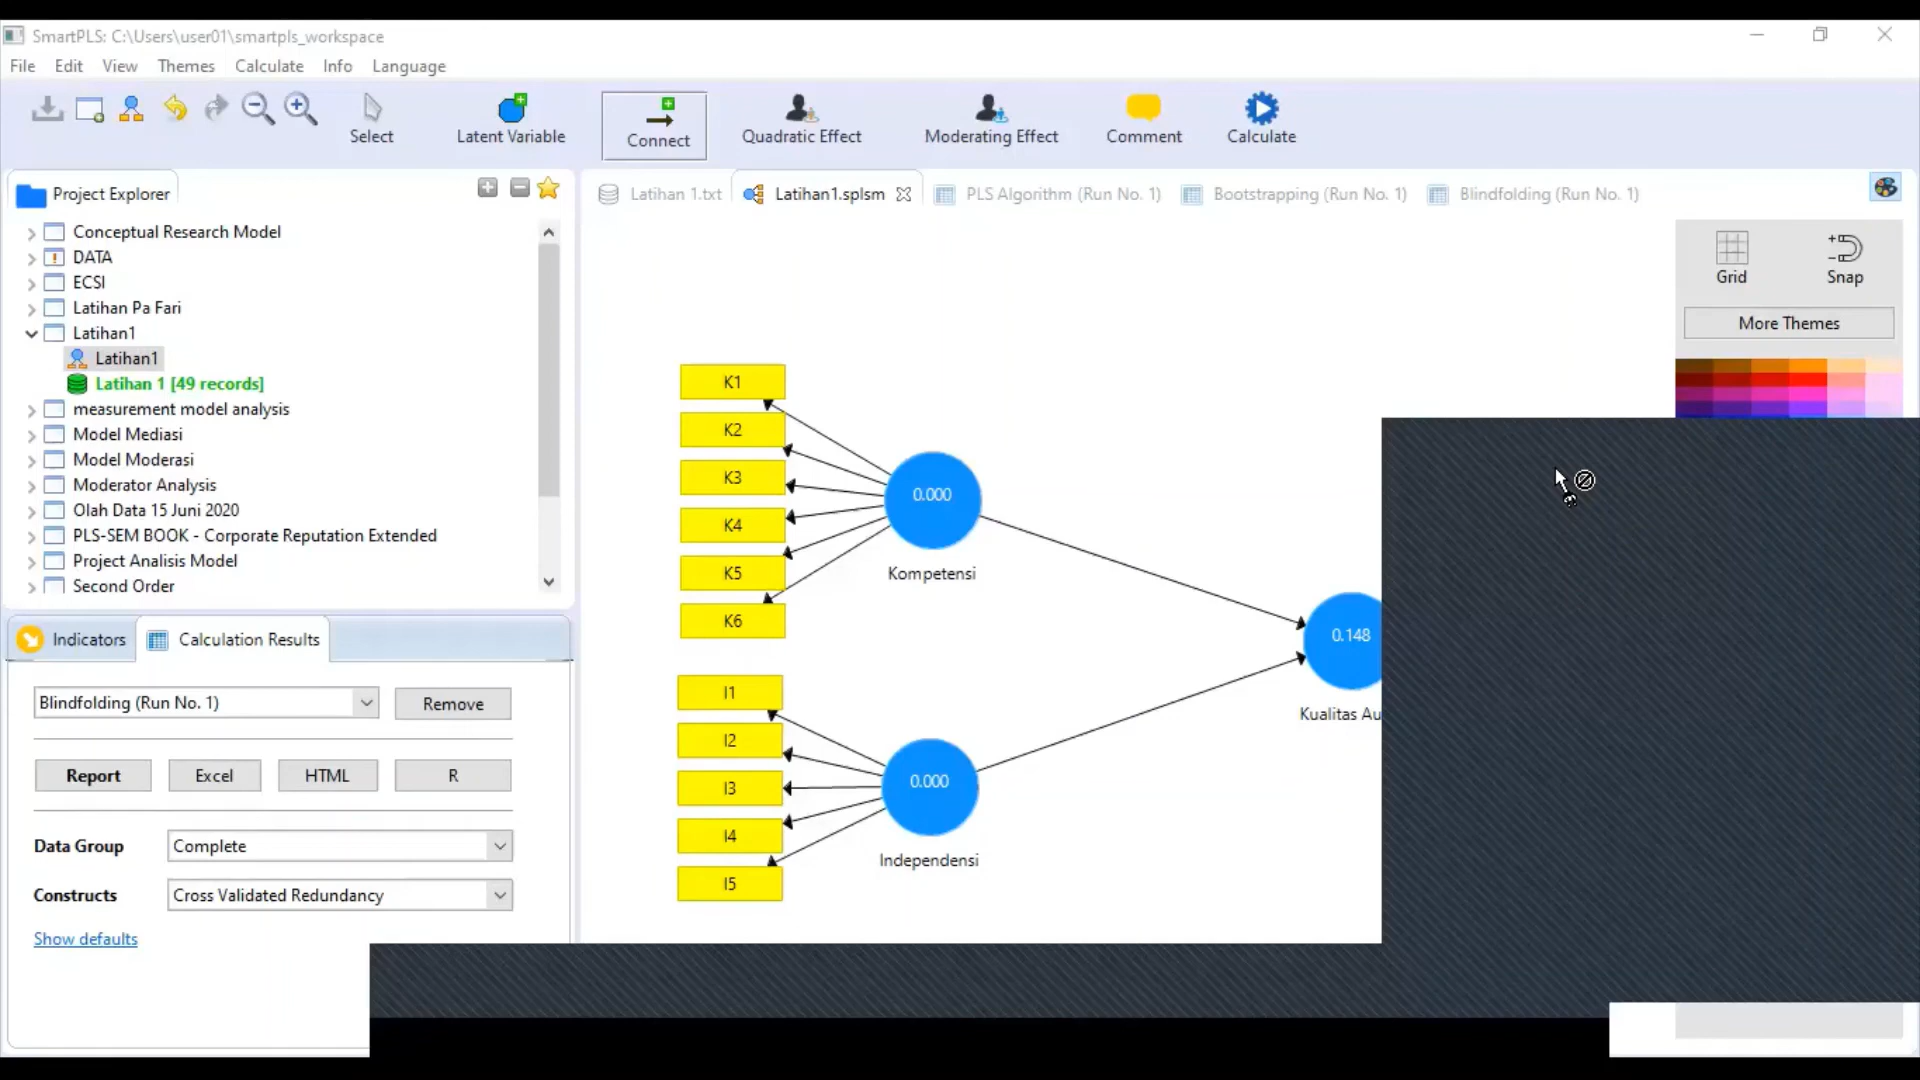 SmartPLS: C:\Users\user01\smartpls_workspace
File Edit View Themes Calculate Info Language
Select Latent Variable Connect Quadratic Effect Moderating Effect Comment Calculate
Project Explorer
Latihan 1.txt Latihan1.splsm PLS Algorithm (Run No. 1) Bootstrapping (Run No. 1) Blindfolding (Run No. 1)
Conceptual Research Model
DATA
ECSI
Latihan Pa Fari
Latihan1
Latihan1
Latihan 1 [49 records]
measurement model analysis
Model Mediasi
Model Moderasi
Moderator Analysis
Olah Data 15 Juni 2020
PLS-SEM BOOK - Corporate Reputation Extended
Project Analisis Model
Second Order
Grid Snap
More Themes
K1
K2
K3
K4
K5
K6
0.000
Kompetensi
0.148
Kualitas Au
I1
I2
I3
I4
I5
0.000
Independensi
Indicators Calculation Results
Blindfolding (Run No. 1) Remove
Report Excel HTML R
Data Group Complete
Constructs Cross Validated Redundancy
Show defaults